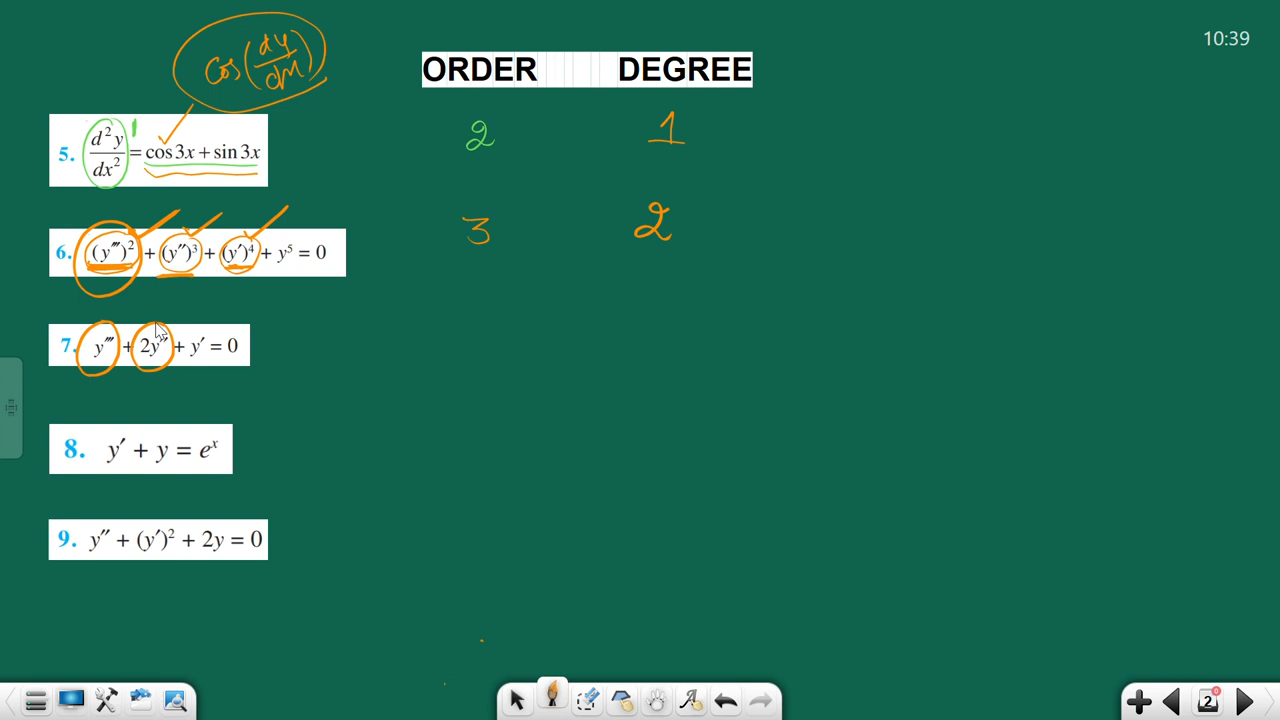 10:39
cos(dy/dx)
ORDER DEGREE
5. d²y/dx² = cos 3x + sin 3x 2 1
1
6. (y‴)² + (y″)³ + (y′)⁴ + y⁵ = 0 3 2
7. y‴ + 2y″ + y′ = 0
8. y′ + y = eˣ
9. y″ + (y′)² + 2y = 0
2